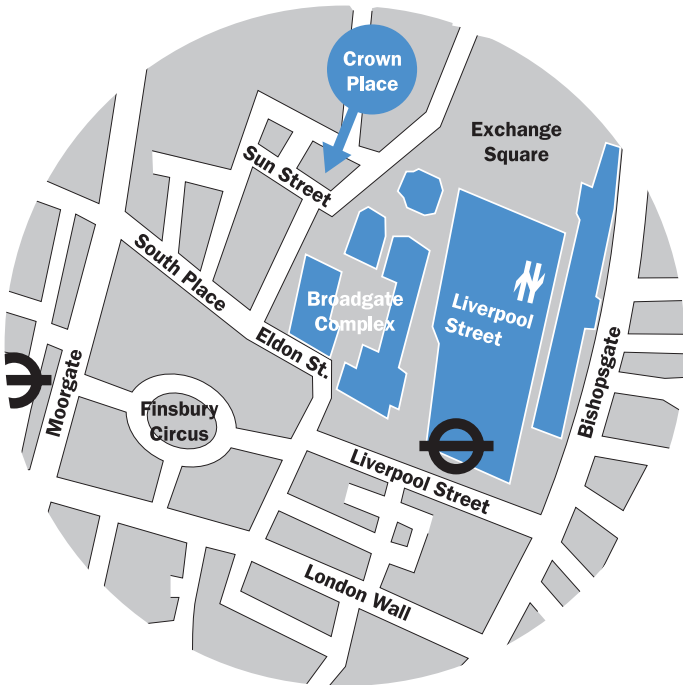 Crown
Place
Exchange
Square
Sun Street
South Place
Broadgate
Complex
Liverpool
Street
Eldon St.
Bishopsgate
Moorgate
Finsbury
Circus
Liverpool Street
London Wall